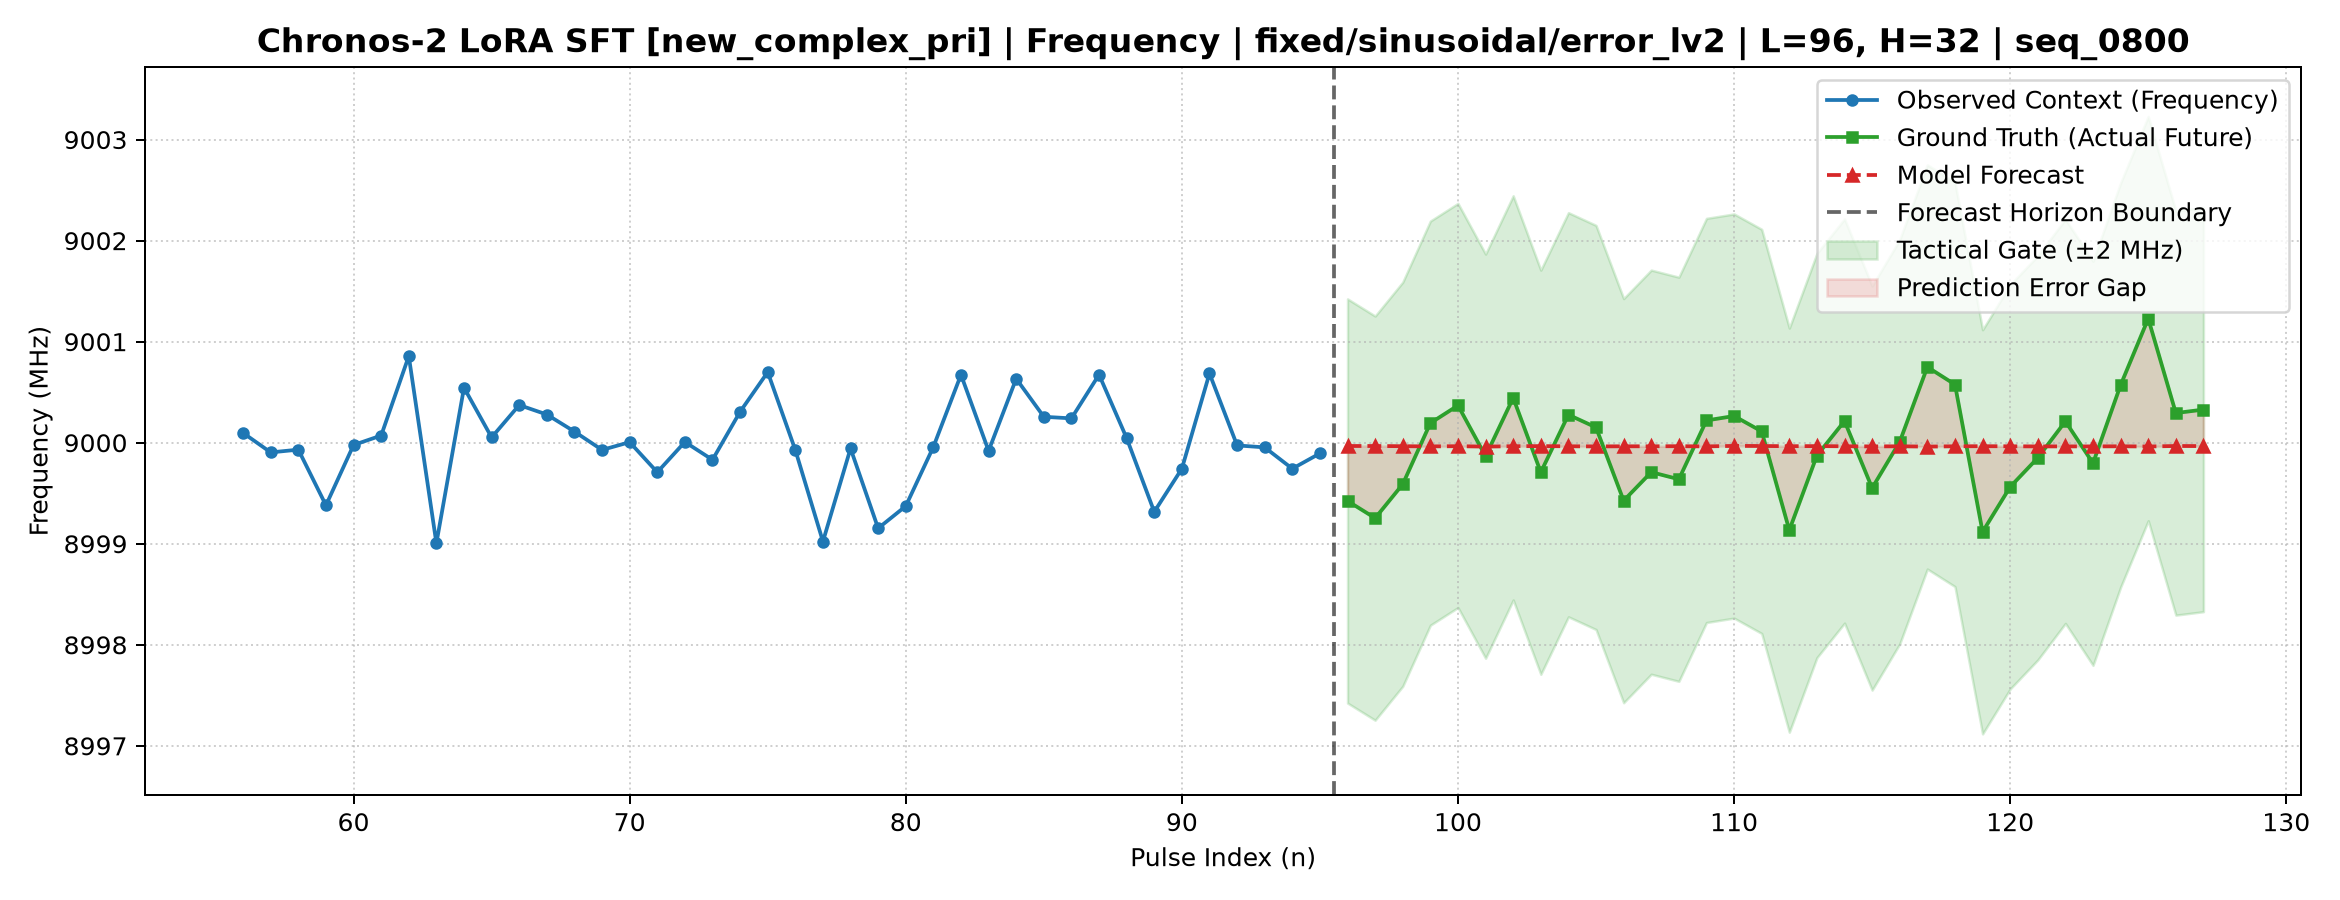 Chronos-2 LoRA SFT [new_complex_pri] | Frequency | fixed/sinusoidal/error_lv2 | L=96, H=32 | seq_0800
Observed Context (Frequency)
Ground Truth (Actual Future)
Model Forecast
Forecast Horizon Boundary
Tactical Gate (±2 MHz)
Prediction Error Gap
Frequency (MHz)
9003
9002
9001
9000
8999
8998
8997
60
70
80
90
100
110
120
130
Pulse Index (n)